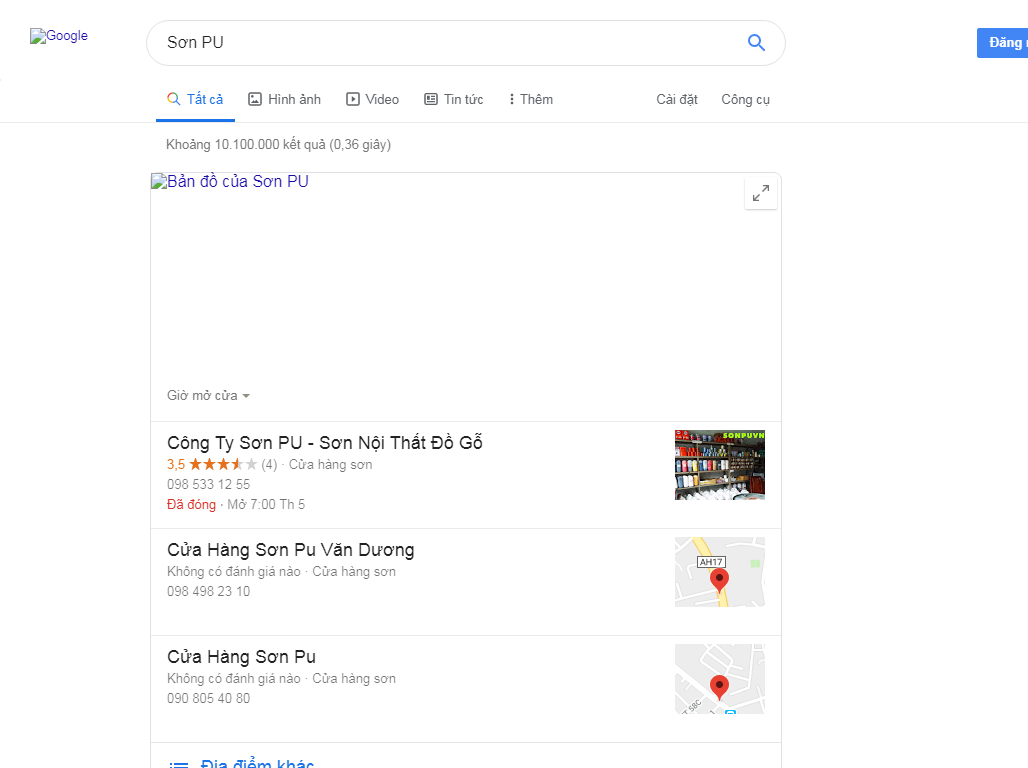 Google
Sơn PU
Đăng
Tất cả
Hình ảnh
Video
Tin tức
Thêm
Cài đặt
Công cụ
Khoảng 10.100.000 kết quả (0,36 giây)
Bản đồ của Sơn PU
Giờ mở cửa
Công Ty Sơn PU - Sơn Nội Thất Đồ Gỗ
3,5 (4) · Cửa hàng sơn
098 533 12 55
Đã đóng · Mở 7:00 Th 5
SONPUVN
Cửa Hàng Sơn Pu Văn Dương
Không có đánh giá nào · Cửa hàng sơn
098 498 23 10
AH17
Cửa Hàng Sơn Pu
Không có đánh giá nào · Cửa hàng sơn
090 805 40 80
58C
Địa điểm khác